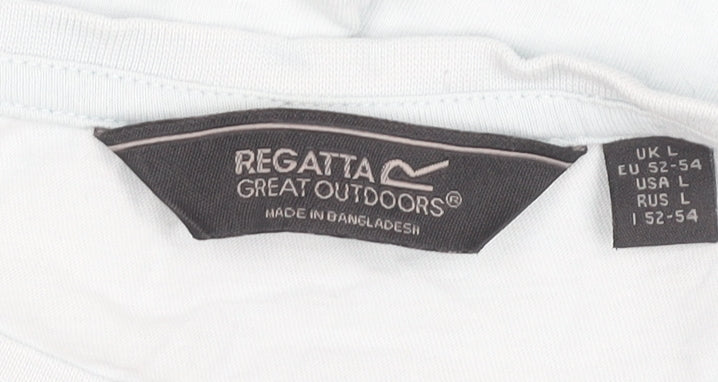 REGATTA
GREAT OUTDOORS®
MADE IN BANGLADESH
UK L
EU 52-54
USA L
RUS L
I 52-54